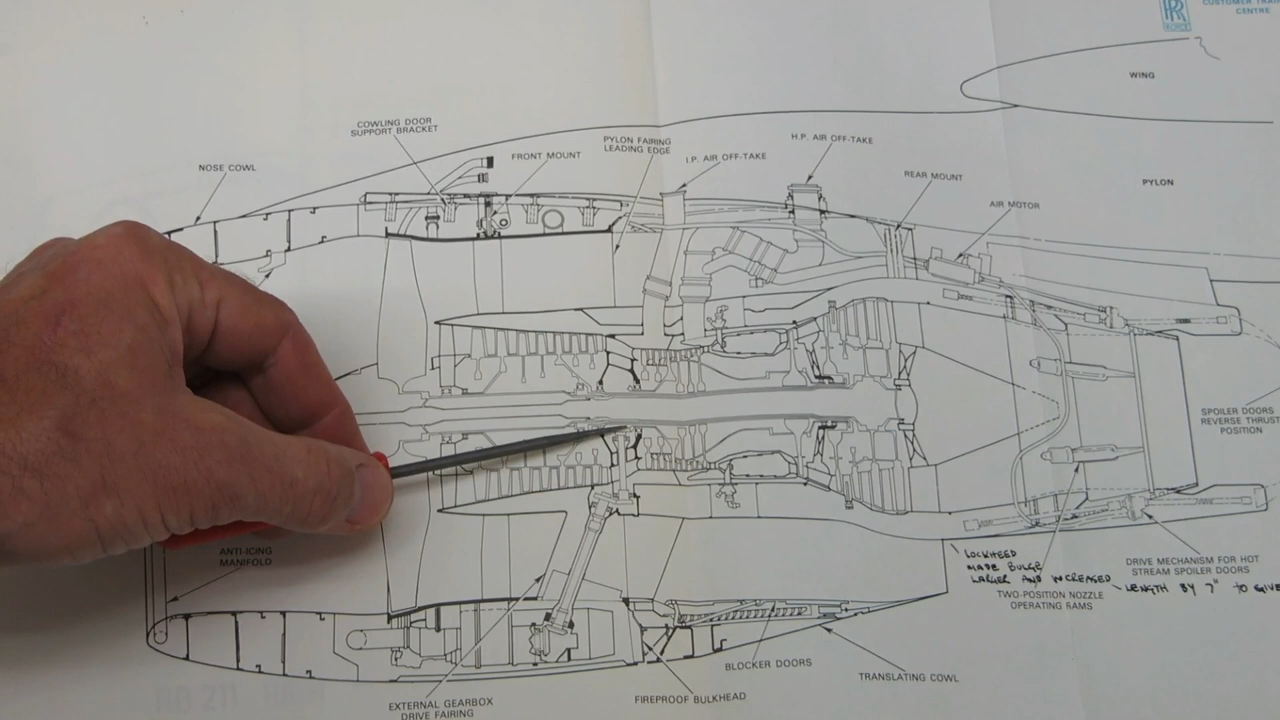 RR
ROYCE
CUSTOMER TRAI
CENTRE
WING
COWLING DOOR
SUPPORT BRACKET
PYLON FAIRING
LEADING EDGE
H.P. AIR OFF-TAKE
FRONT MOUNT
I.P. AIR OFF-TAKE
NOSE COWL
REAR MOUNT
PYLON
AIR MOTOR
SPOILER DOORS
REVERSE THRUST
POSITION
ANTI-ICING
MANIFOLD
LOCKHEED
MADE BULGE
LARGER AND INCREASED
LENGTH BY 7" TO GIVE
DRIVE MECHANISM FOR HOT
STREAM SPOILER DOORS
TWO-POSITION NOZZLE
OPERATING RAMS
BLOCKER DOORS
TRANSLATING COWL
FIREPROOF BULKHEAD
EXTERNAL GEARBOX
DRIVE FAIRING